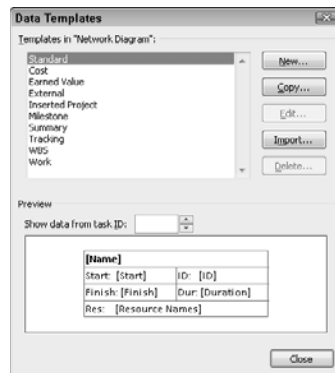 Data Templates
Templates in "Network Diagram":
Standard
Cost
Earned Value
External
Inserted Project
Milestone
Summary
Tracking
WBS
Work
New...
Copy...
Edit...
Import...
Delete...
Preview
Show data from task ID:
[Name]
Start: [Start] ID: [ID]
Finish: [Finish] Dur: [Duration]
Res: [Resource Names]
Close